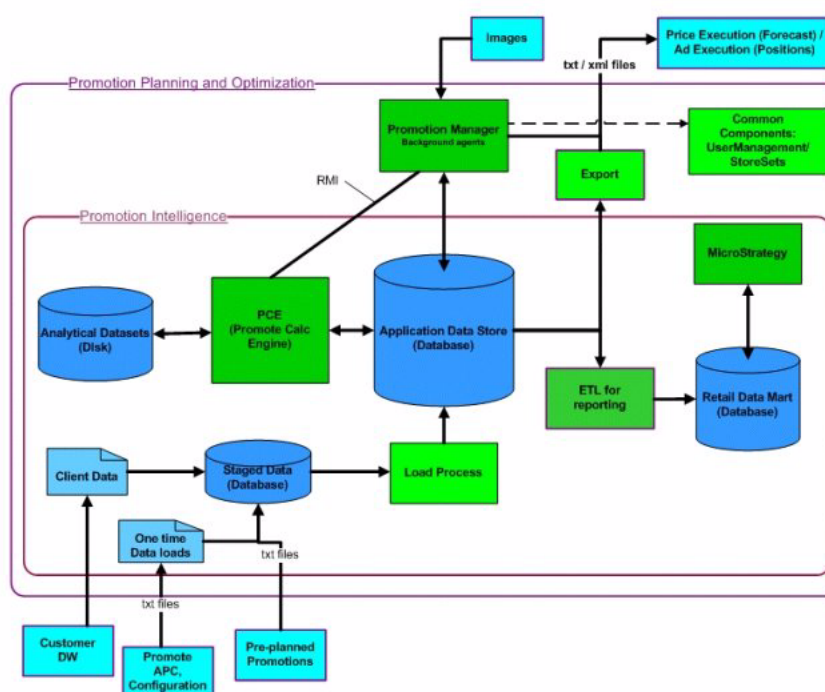 Images
Price Execution (Forecast) /
Ad Execution (Positions)
txt / xml files
Promotion Planning and Optimization
Promotion Manager
Background agents
Common
Components:
UserManagement/
StoreSets
Export
RMI
Promotion Intelligence
MicroStrategy
Analytical Datasets
(Disk)
PCE
(Promote Calc
Engine)
Application Data Store
(Database)
ETL for
reporting
Retail Data Mart
(Database)
Client Data
Staged Data
(Database)
Load Process
One time
Data loads
txt files
txt files
Customer
DW
Promote
APC,
Configuration
Pre-planned
Promotions